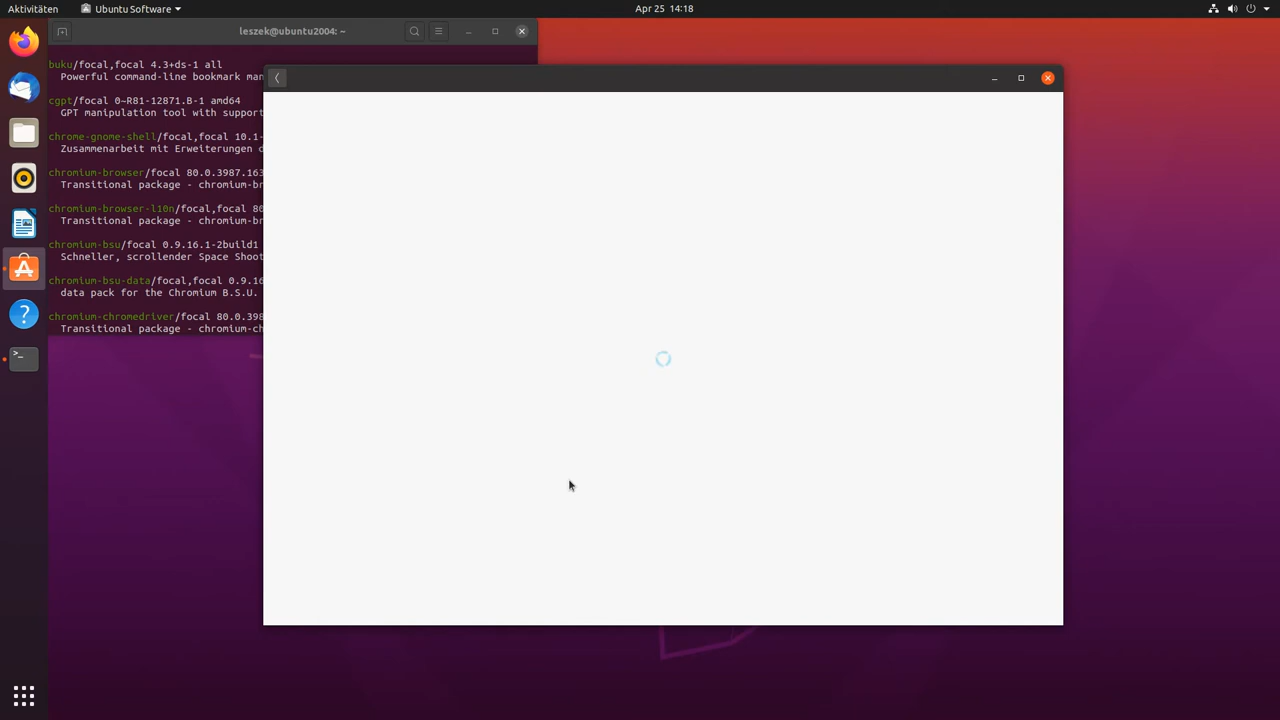 Aktivitäten
Ubuntu Software
Apr 25 14:18
leszek@ubuntu2004: ~
buku/focal,focal 4.3+ds-1 all
Powerful command-line bookmark man
cgpt/focal 0~R81-12871.B-1 amd64
GPT manipulation tool with support
chrome-gnome-shell/focal,focal 10.1-
Zusammenarbeit mit Erweiterungen d
chromium-browser/focal 80.0.3987.163
Transitional package - chromium-br
chromium-browser-l10n/focal,focal 80
Transitional package - chromium-br
chromium-bsu/focal 0.9.16.1-2build1
Schneller, scrollender Space Shoot
chromium-bsu-data/focal,focal 0.9.16
data pack for the Chromium B.S.U.
chromium-chromedriver/focal 80.0.398
Transitional package - chromium-ch